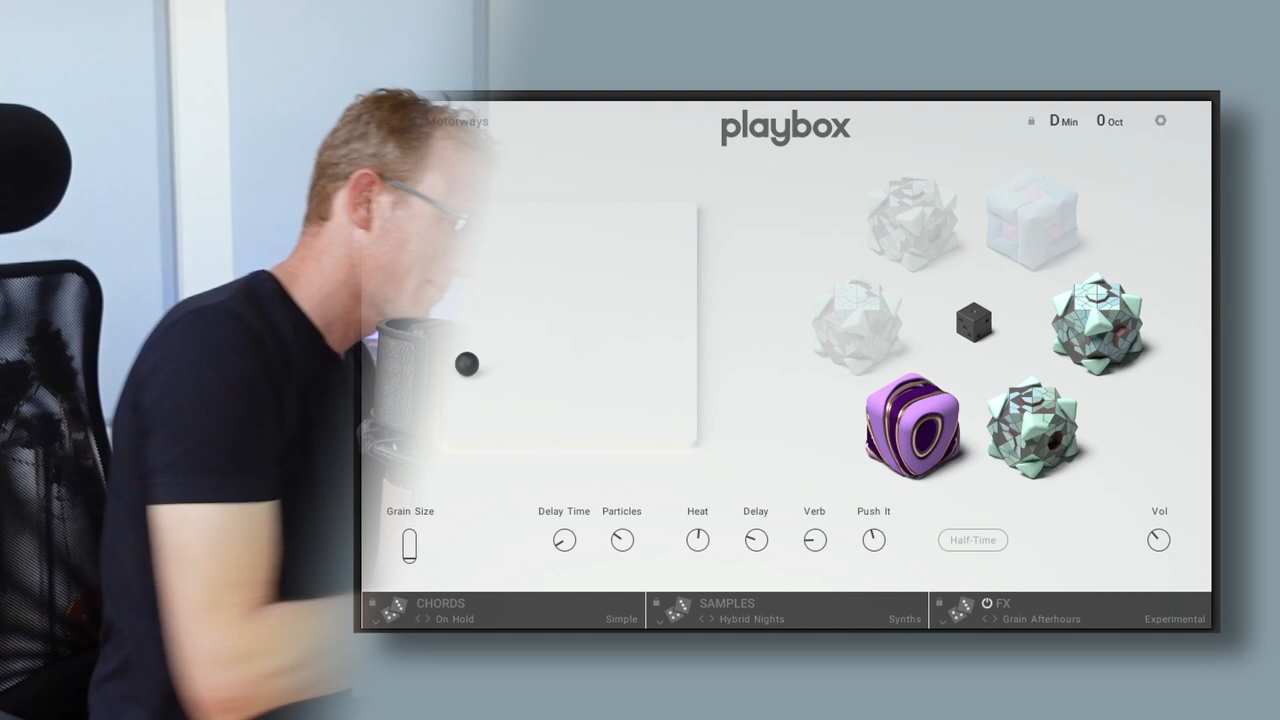 Motorways
playbox
D Min 0 Oct
Grain Size
Delay Time
Particles
Heat
Delay
Verb
Push It
Vol
Half-Time
CHORDS
On Hold
Simple
SAMPLES
Hybrid Nights
Synths
FX
Grain Afterhours
Experimental